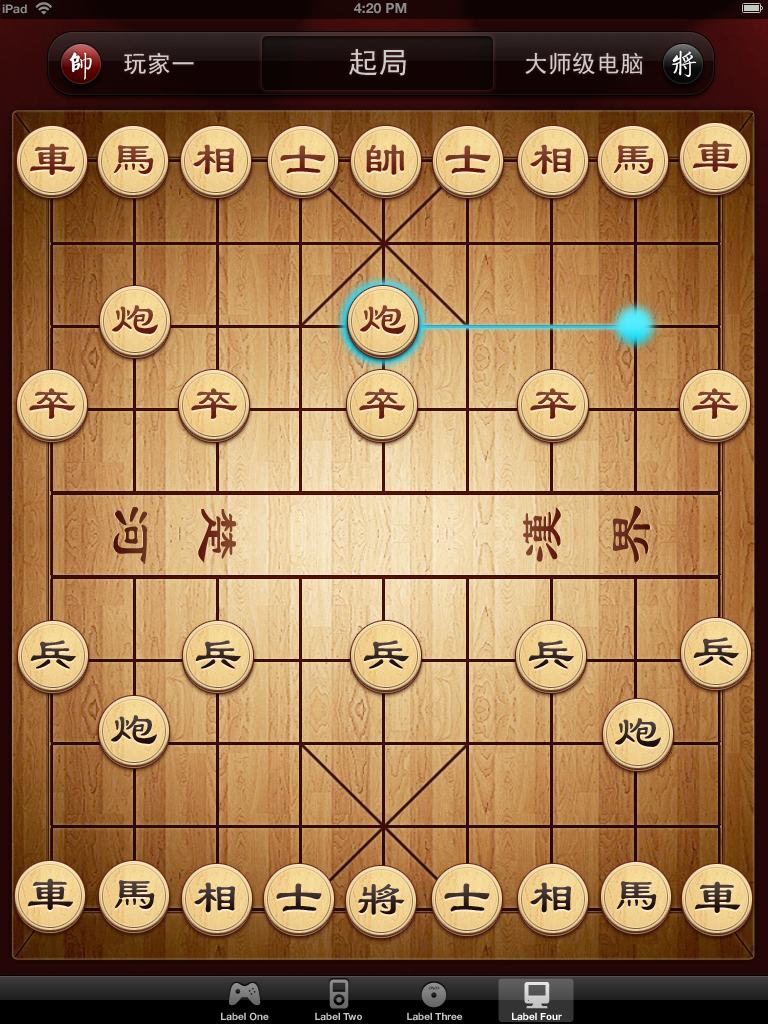 iPad 4:20 PM
帥 玩家一 起局 大师级电脑 將
車 馬 相 士 帥 士 相 馬 車
炮 炮
卒 卒 卒 卒 卒
河 楚 漢 界
兵 兵 兵 兵 兵
炮 炮
車 馬 相 士 將 士 相 馬 車
DVD
Label One Label Two Label Three Label Four